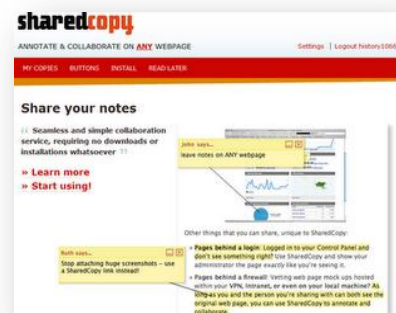 sharedcopy
ANNOTATE & COLLABORATE ON ANY WEBPAGE
Settings | Logout history1068
MY COPIES BUTTONS INSTALL READ LATER
Share your notes
“ Seamless and simple collaboration
service, requiring no downloads or
installations whatsoever ”
» Learn more
» Start using!
John says...
leave notes on ANY webpage
Other things that you can share, unique to SharedCopy:
Pages behind a login: Logged in to your Control Panel and
don't see something right? Use SharedCopy and show your
administrator the page exactly like you're seeing it.
Ruth says...
Stop attaching huge screenshots – use
a SharedCopy link instead!
Pages behind a firewall: Vetting web page mock ups hosted
within your VPN, Intranet, or even on your local machine? As
long as you and the person you're sharing with can both see the
original web page, you can use SharedCopy to annotate and
collaborate.